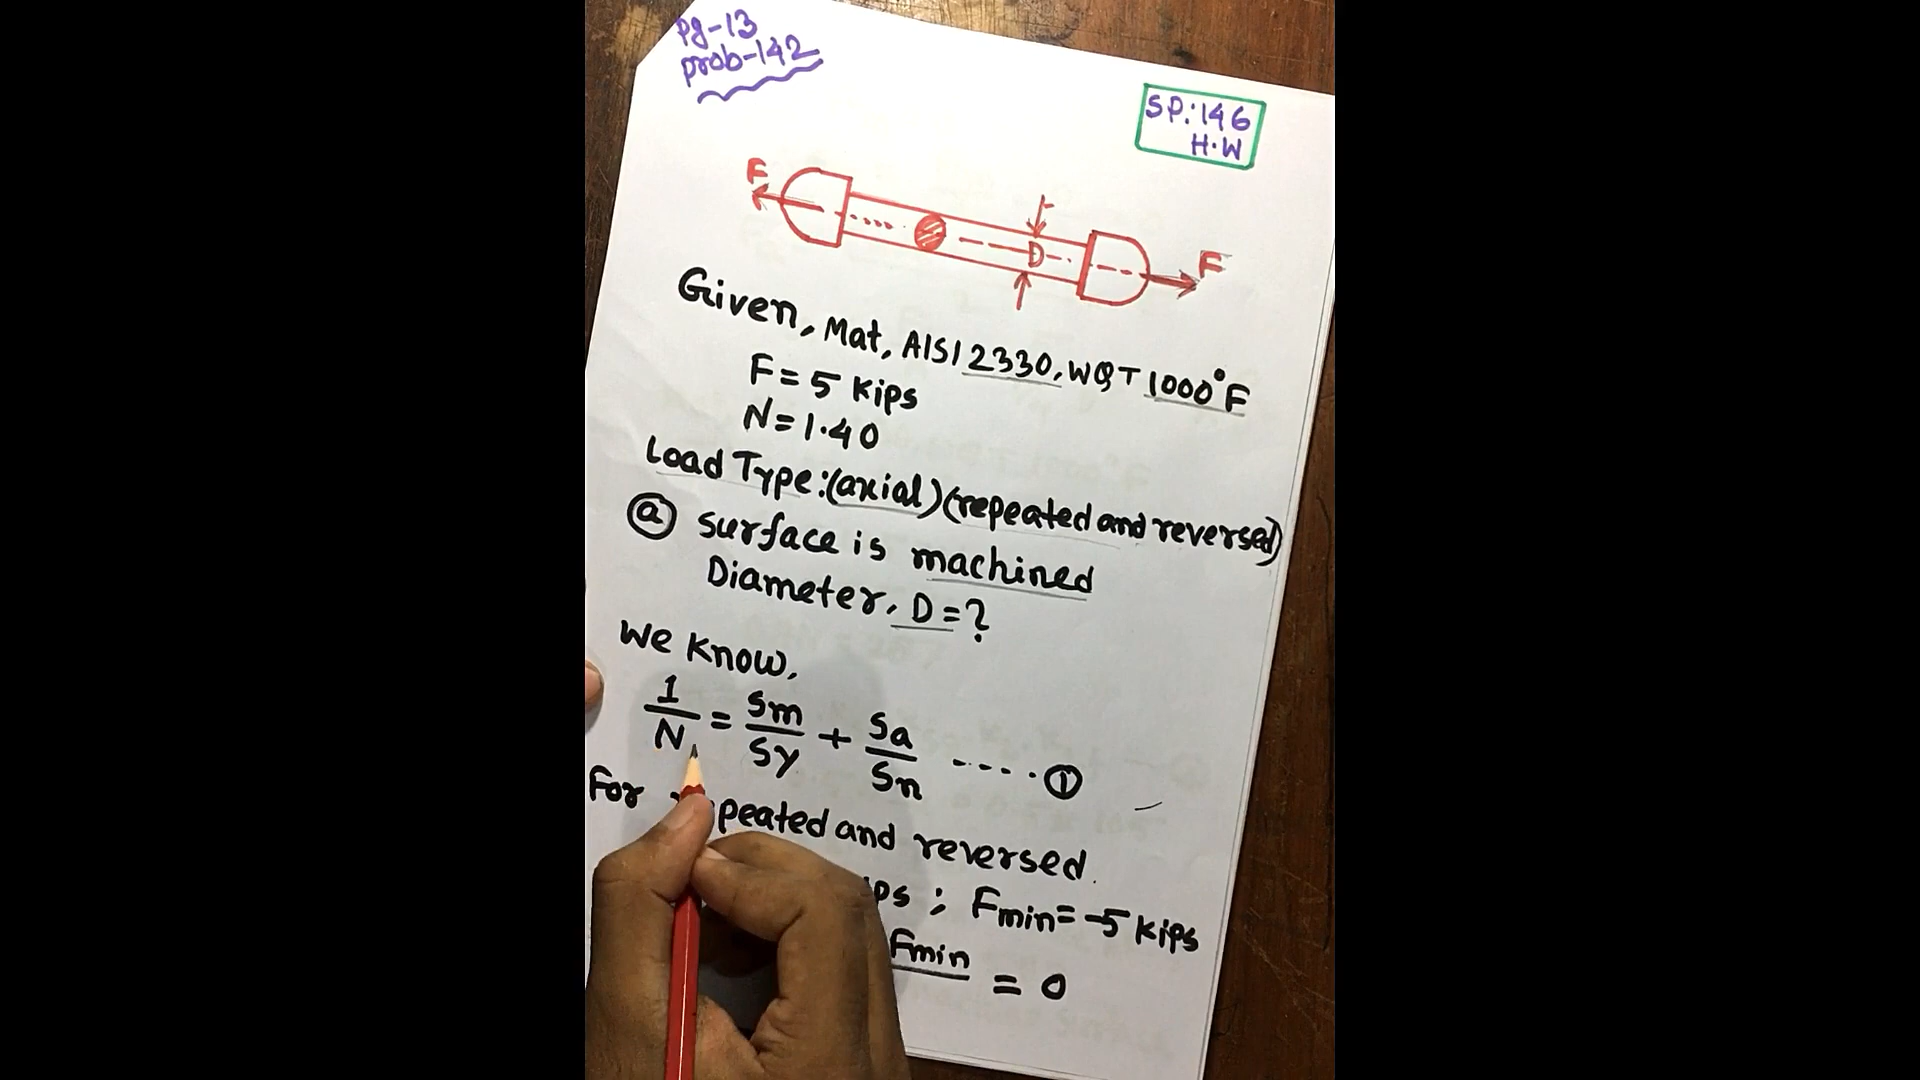 Pg-13
prob-142
SP:146
H.W
F
D
F
Given, Mat, AISI 2330, WQT 1000°F
F = 5 Kips
N = 1.40
Load Type:(axial)(repeated and reversed)
(a) surface is machined
Diameter, D = ?
We Know,
1/N = Sm/Sy + Sa/Sn ---- (1)
For peated and reversed.
ps ; Fmin = -5 kips
Fmin = 0